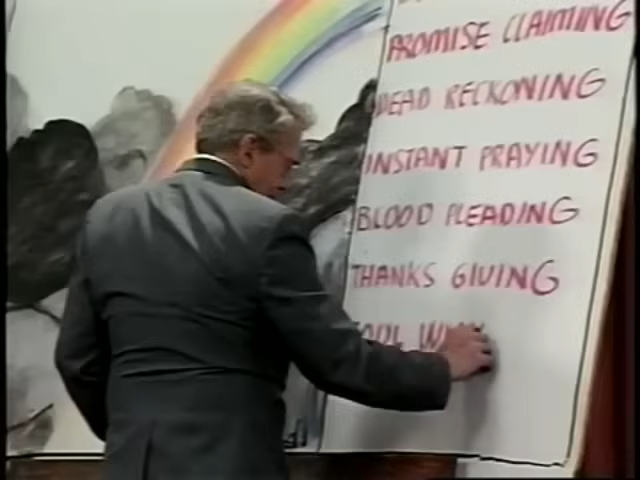 PROMISE CLAIMING
DEAD RECKONING
INSTANT PRAYING
BLOOD PLEADING
THANKS GIVING